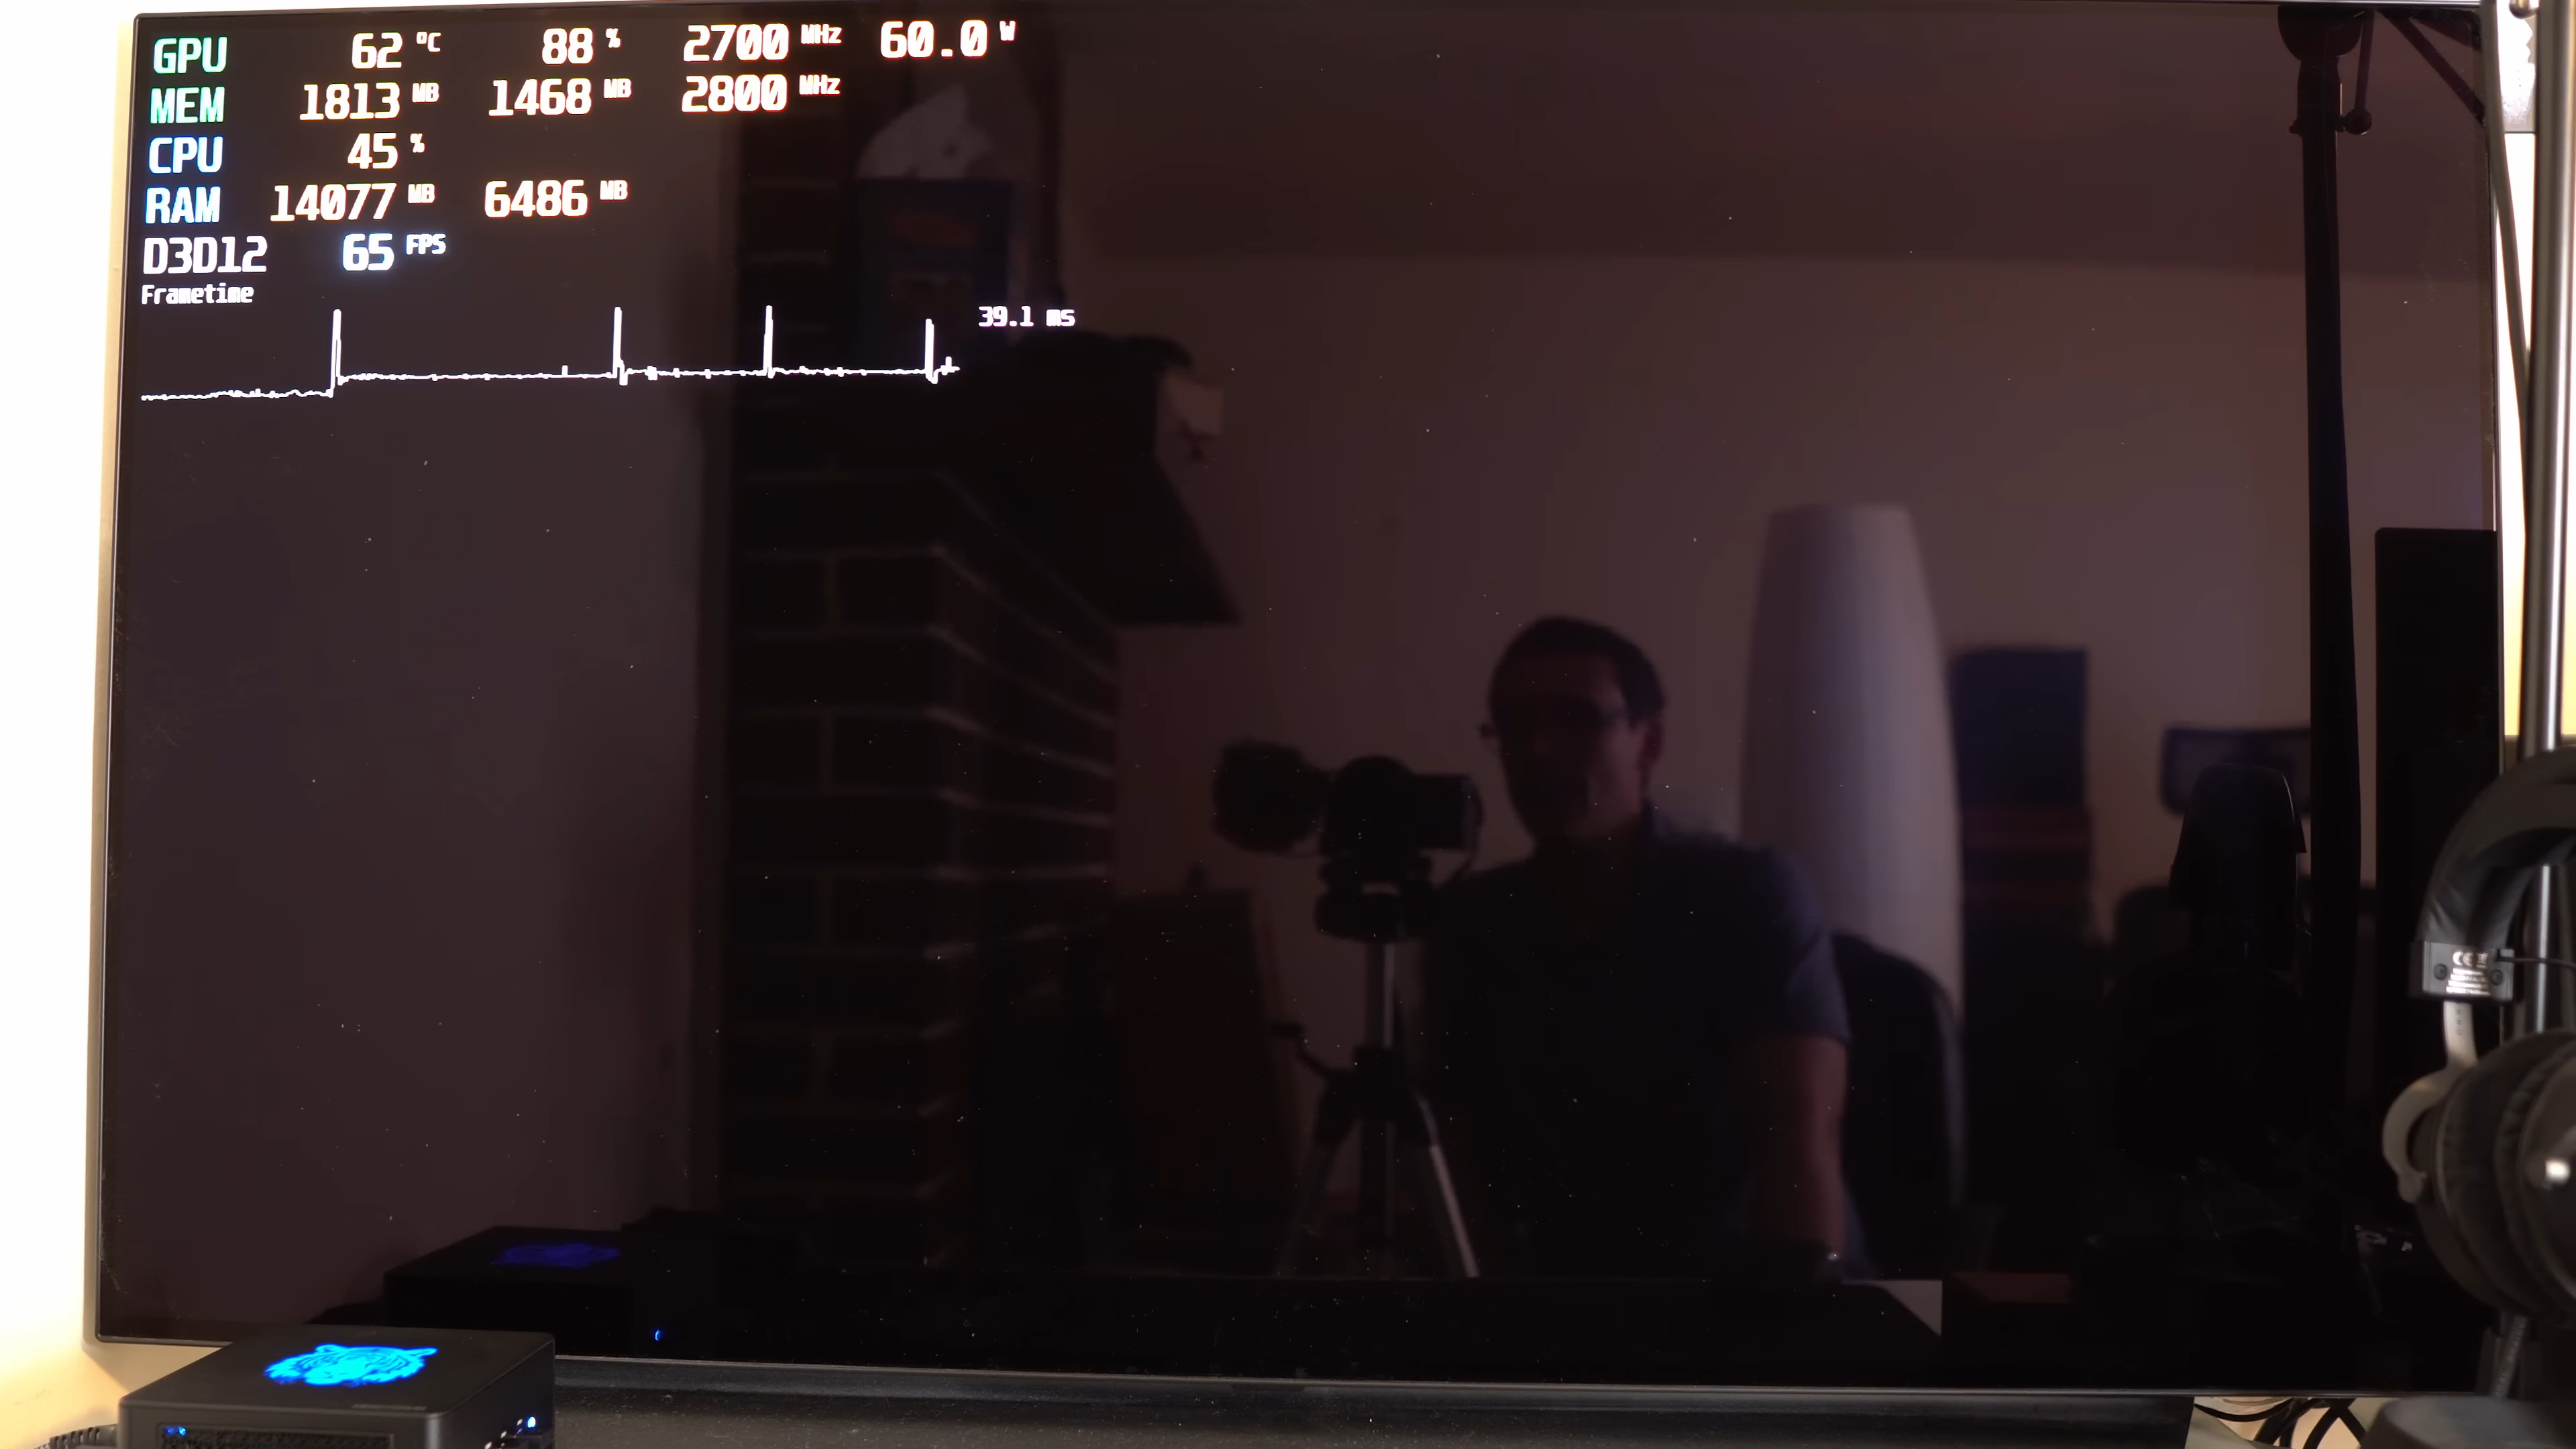 GPU 62 °C 88 % 2700 MHz 60.0 W
MEM 1813 MB 1468 MB 2800 MHz
CPU 45 %
RAM 14077 MB 6486 MB
D3D12 65 FPS
Frametime
39.1 ms
CE